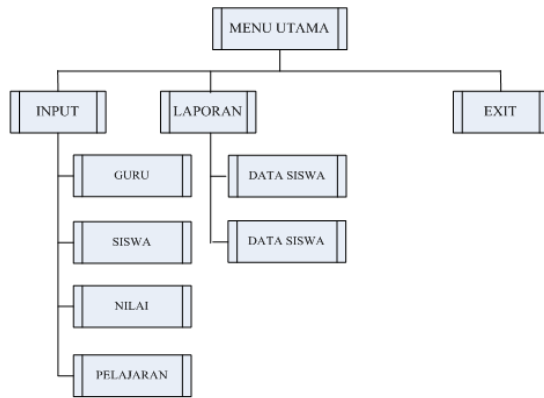 MENU UTAMA
INPUT
LAPORAN
EXIT
GURU
DATA SISWA
SISWA
DATA SISWA
NILAI
PELAJARAN